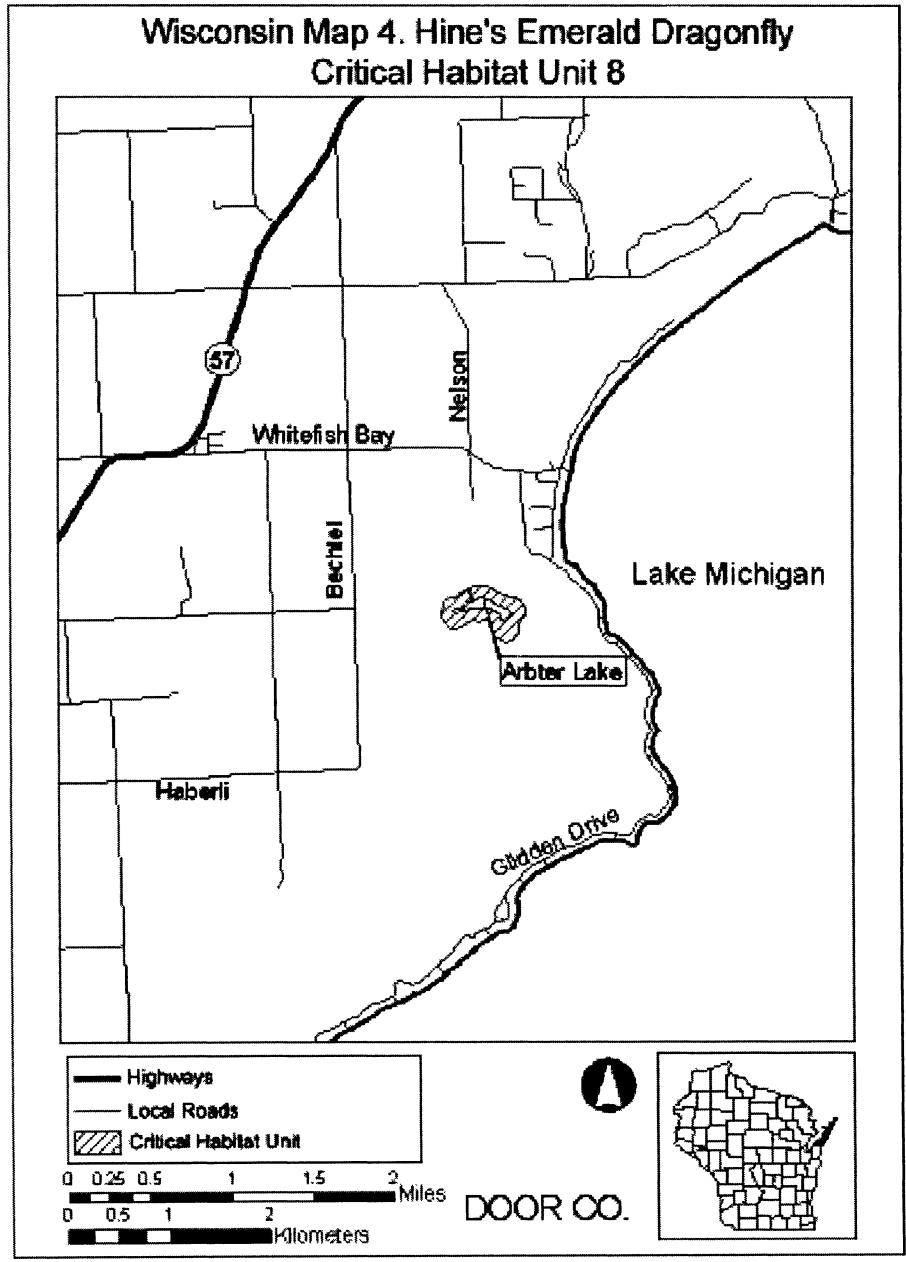 Wisconsin Map 4. Hine's Emerald Dragonfly
Critical Habitat Unit 8
57
Nelson
Whitefish Bay
Bechtel
Lake Michigan
Arbter Lake
Haberli
Glidden Drive
Highways
Local Roads
Critical Habitat Unit
0 0.25 0.5 1 1.5 2
Miles
0 0.5 1 2
Kilometers
DOOR CO.